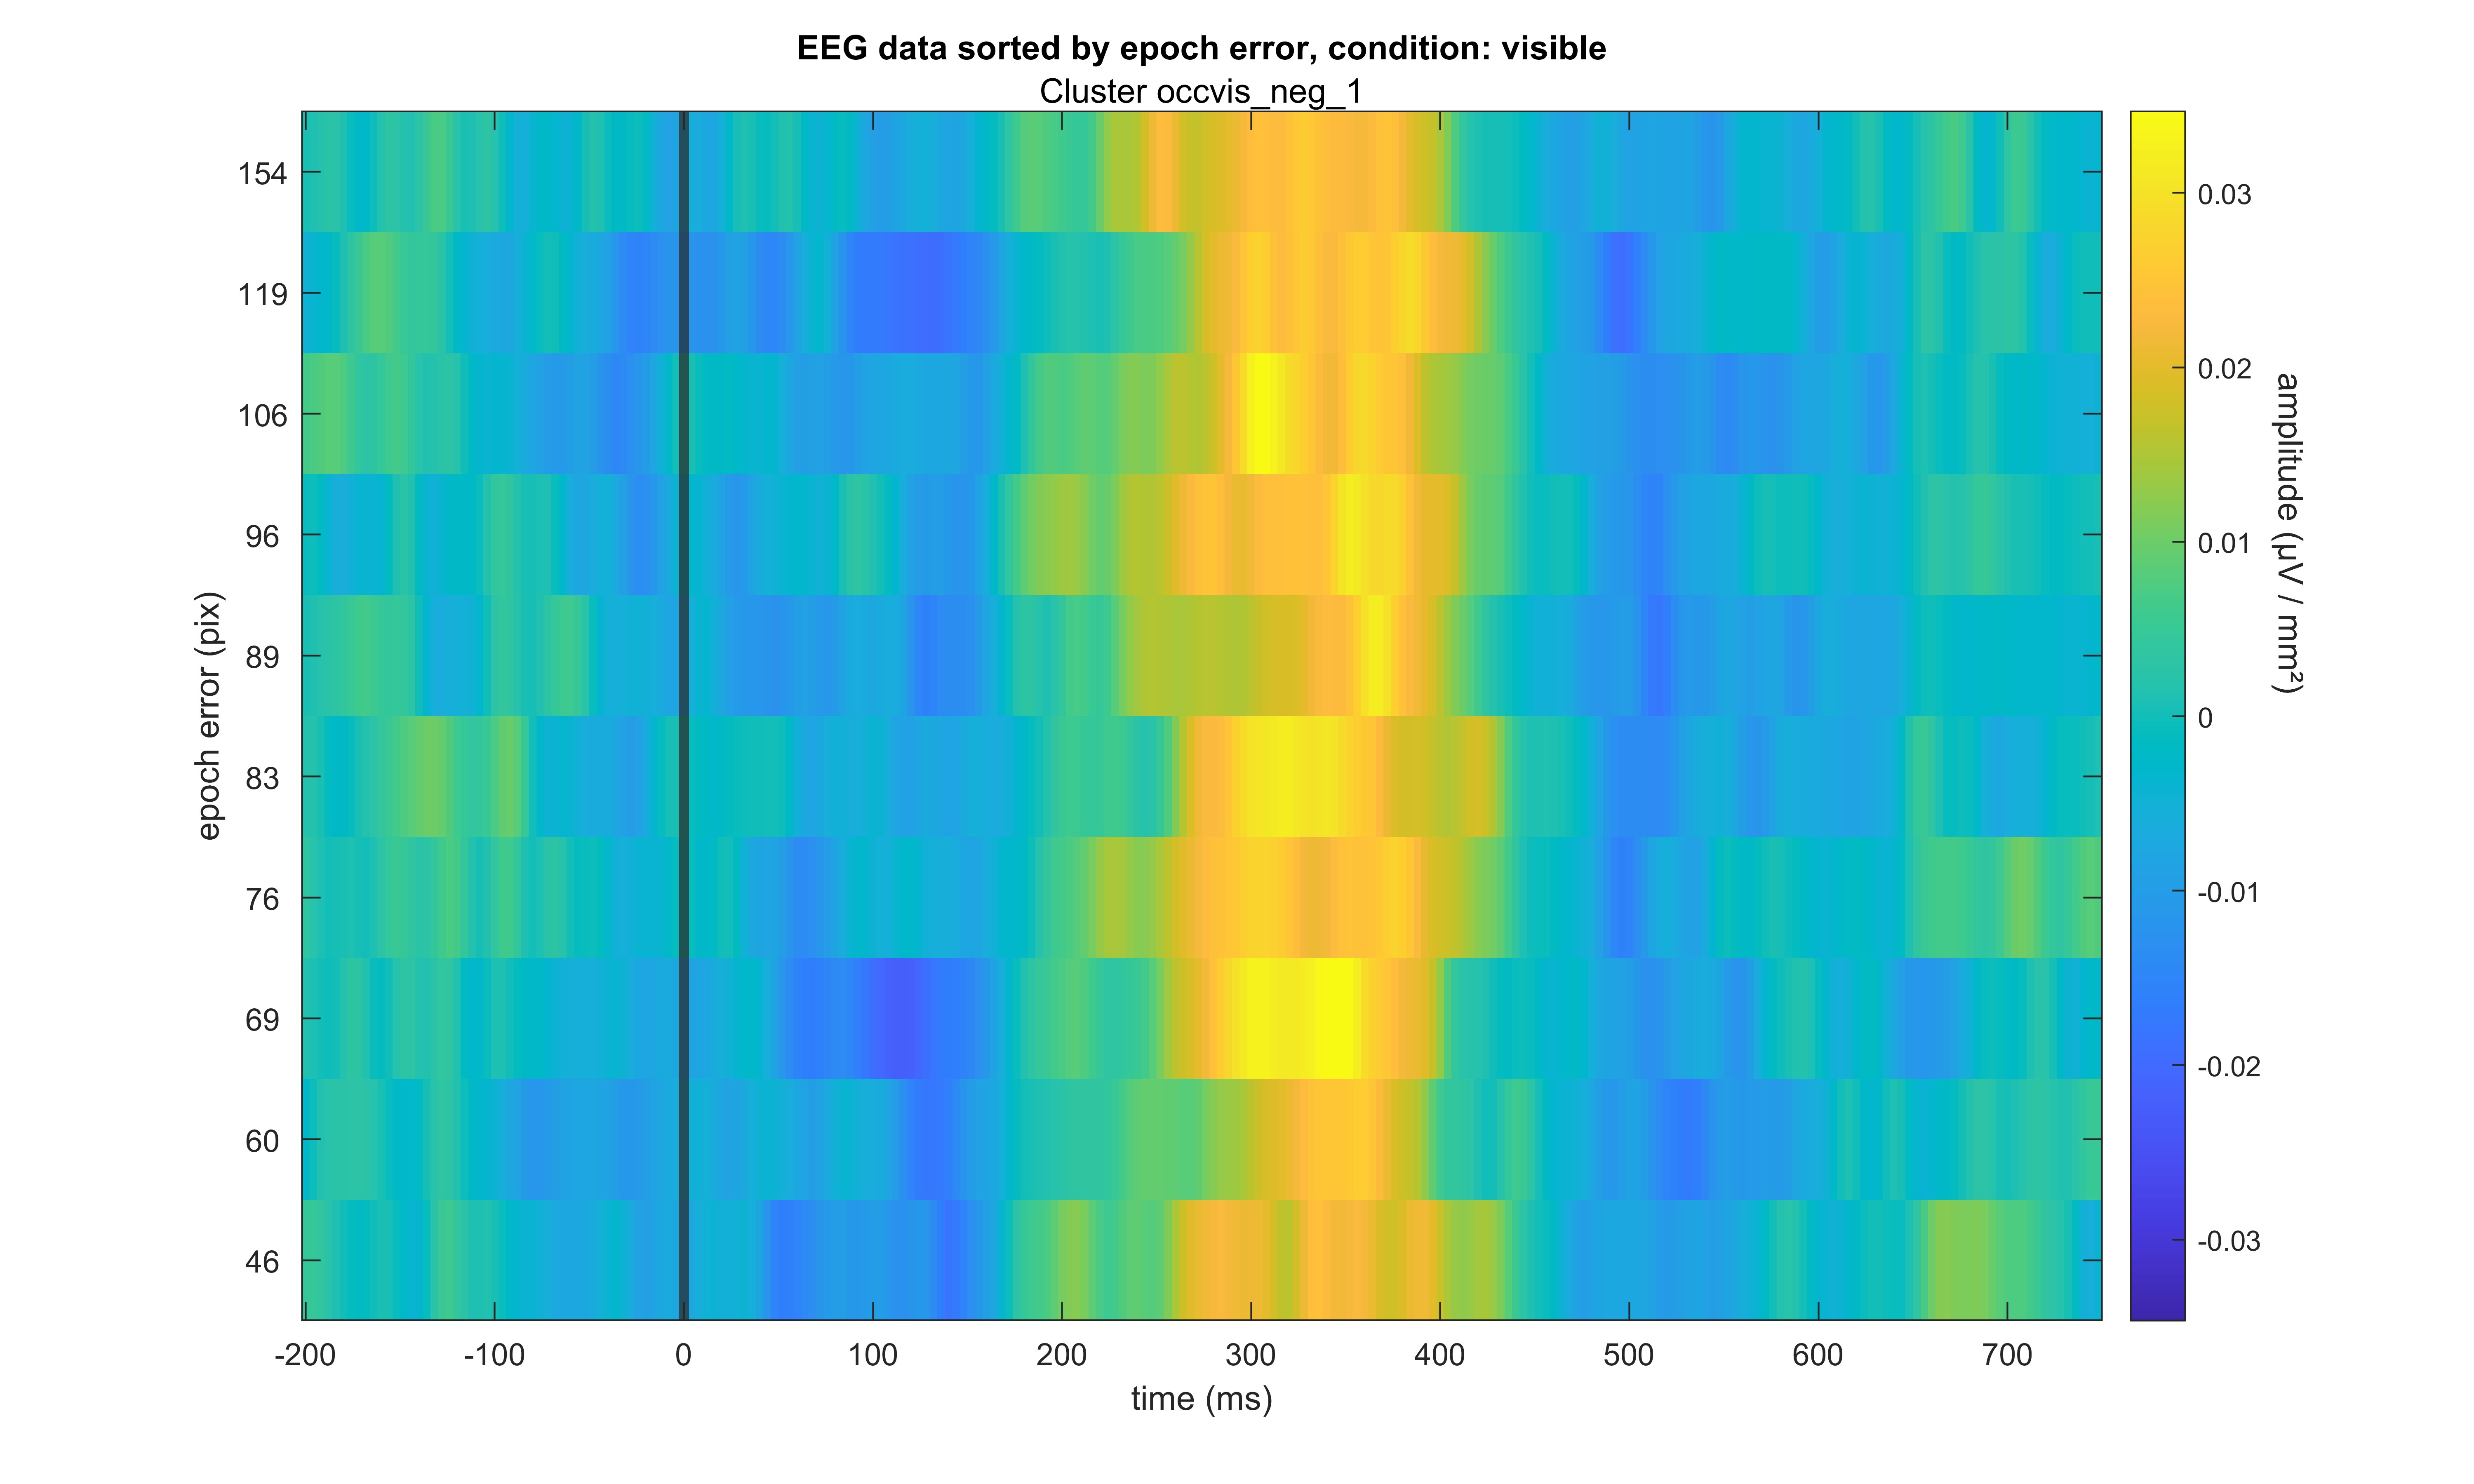 EEG data sorted by epoch error, condition: visible
Cluster occvis_neg_1
epoch error (pix)
154
119
106
96
89
83
76
69
60
46
-200 -100 0 100 200 300 400 500 600 700
time (ms)
0.03
0.02
0.01
0
-0.01
-0.02
-0.03
amplitude (µV / mm²)